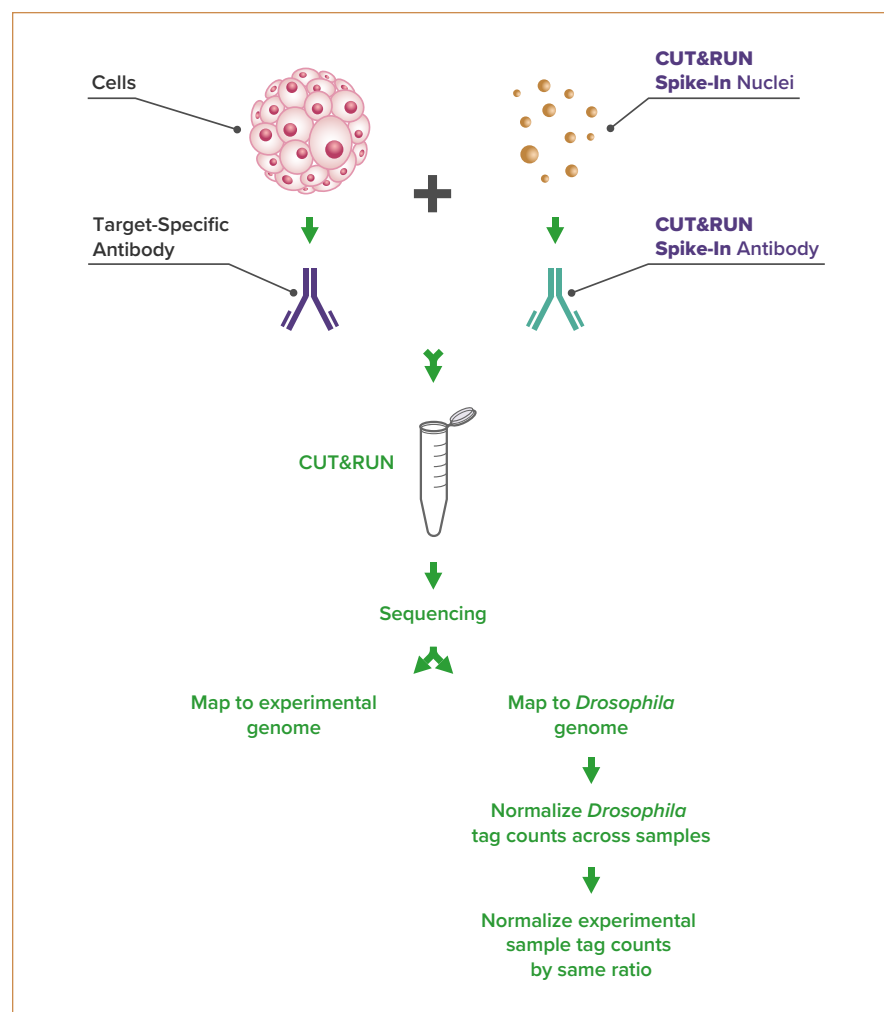 Cells
CUT&RUN
Spike-In Nuclei
Target-Specific
Antibody
CUT&RUN
Spike-In Antibody
CUT&RUN
Sequencing
Map to experimental
genome
Map to Drosophila
genome
Normalize Drosophila
tag counts across samples
Normalize experimental
sample tag counts
by same ratio